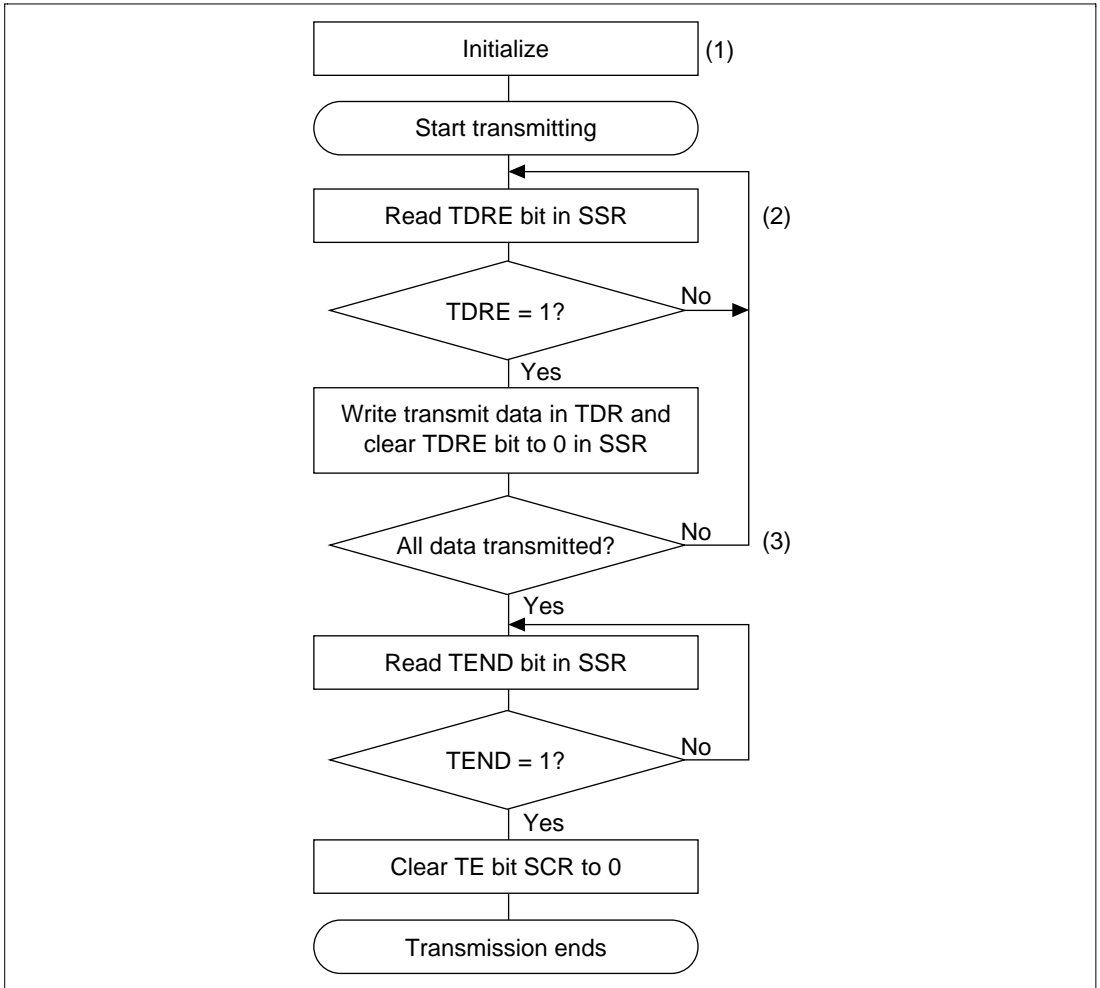 Initialize
(1)
Start transmitting
Read TDRE bit in SSR
(2)
TDRE = 1?
No
Yes
Write transmit data in TDR and
clear TDRE bit to 0 in SSR
All data transmitted?
No
(3)
Yes
Read TEND bit in SSR
TEND = 1?
No
Yes
Clear TE bit SCR to 0
Transmission ends